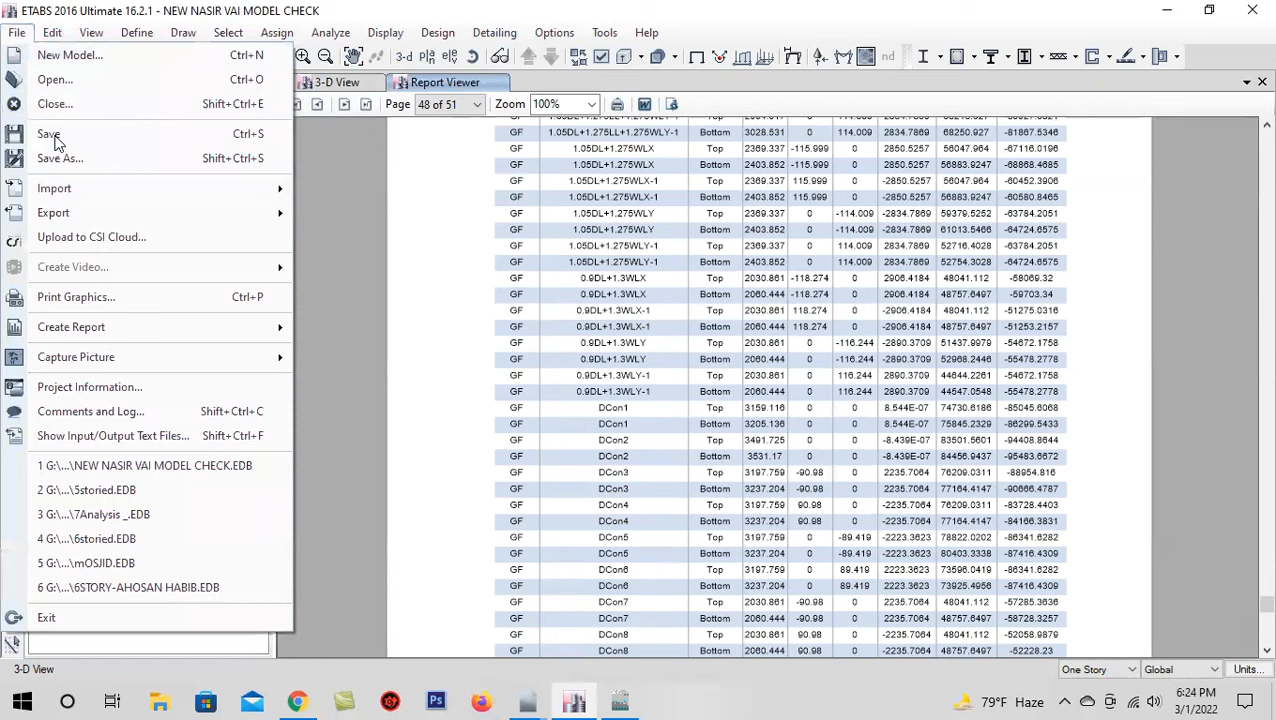 ETABS 2016 Ultimate 16.2.1 - NEW NASIR VAI MODEL CHECK
File Edit View Define Draw Select Assign Analyze Display Design Detailing Options Tools Help
New Model... Ctrl+N
Open... Ctrl+O
Close... Shift+Ctrl+E
Save Ctrl+S
Save As... Shift+Ctrl+S
Import
Export
Upload to CSI Cloud...
Create Video...
Print Graphics... Ctrl+P
Create Report
Capture Picture
Project Information...
Comments and Log... Shift+Ctrl+C
Show Input/Output Text Files... Shift+Ctrl+F
1 G:\...\NEW NASIR VAI MODEL CHECK.EDB
2 G:\...\5storied.EDB
3 G:\...\7Analysis _.EDB
4 G:\...\6storied.EDB
5 G:\...\mOSJID.EDB
6 G:\...\6STORY-AHOSAN HABIB.EDB
Exit
3-d nd
3-D View Report Viewer
Page 48 of 51 Zoom 100%
GF 1.05DL+1.275LL+1.275WLY-1 Bottom 3028.531 0 114.009 2834.7869 68250.927 -81867.5346
GF 1.05DL+1.275WLX Top 2369.337 -115.999 0 2850.5257 56047.964 -67116.0196
GF 1.05DL+1.275WLX Bottom 2403.852 -115.999 0 2850.5257 56883.9247 -68868.4685
GF 1.05DL+1.275WLX-1 Top 2369.337 115.999 0 -2850.5257 56047.964 -60452.3906
GF 1.05DL+1.275WLX-1 Bottom 2403.852 115.999 0 -2850.5257 56883.9247 -60580.8465
GF 1.05DL+1.275WLY Top 2369.337 0 -114.009 -2834.7869 59379.5252 -63784.2051
GF 1.05DL+1.275WLY Bottom 2403.852 0 -114.009 -2834.7869 61013.5466 -64724.6575
GF 1.05DL+1.275WLY-1 Top 2369.337 0 114.009 2834.7869 52716.4028 -63784.2051
GF 1.05DL+1.275WLY-1 Bottom 2403.852 0 114.009 2834.7869 52754.3028 -64724.6575
GF 0.9DL+1.3WLX Top 2030.861 -118.274 0 2906.4184 48041.112 -58069.32
GF 0.9DL+1.3WLX Bottom 2060.444 -118.274 0 2906.4184 48757.6497 -59703.34
GF 0.9DL+1.3WLX-1 Top 2030.861 118.274 0 -2906.4184 48041.112 -51275.0316
GF 0.9DL+1.3WLX-1 Bottom 2060.444 118.274 0 -2906.4184 48757.6497 -51253.2157
GF 0.9DL+1.3WLY Top 2030.861 0 -116.244 -2890.3709 51437.9979 -54672.1758
GF 0.9DL+1.3WLY Bottom 2060.444 0 -116.244 -2890.3709 52968.2446 -55478.2778
GF 0.9DL+1.3WLY-1 Top 2030.861 0 116.244 2890.3709 44644.2261 -54672.1758
GF 0.9DL+1.3WLY-1 Bottom 2060.444 0 116.244 2890.3709 44547.0548 -55478.2778
GF DCon1 Top 3159.116 0 0 8.544E-07 74730.6186 -85045.6068
GF DCon1 Bottom 3205.136 0 0 8.544E-07 75845.2329 -86299.5433
GF DCon2 Top 3491.725 0 0 -8.439E-07 83501.5601 -94408.8644
GF DCon2 Bottom 3531.17 0 0 -8.439E-07 84456.9437 -95483.6672
GF DCon3 Top 3197.759 -90.98 0 2235.7064 76209.0311 -88954.816
GF DCon3 Bottom 3237.204 -90.98 0 2235.7064 77164.4147 -90666.4787
GF DCon4 Top 3197.759 90.98 0 -2235.7064 76209.0311 -83728.4403
GF DCon4 Bottom 3237.204 90.98 0 -2235.7064 77164.4147 -84166.3831
GF DCon5 Top 3197.759 0 -89.419 -2223.3623 78822.0202 -86341.6282
GF DCon5 Bottom 3237.204 0 -89.419 -2223.3623 80403.3338 -87416.4309
GF DCon6 Top 3197.759 0 89.419 2223.3623 73596.0419 -86341.6282
GF DCon6 Bottom 3237.204 0 89.419 2223.3623 73925.4956 -87416.4309
GF DCon7 Top 2030.861 -90.98 0 2235.7064 48041.112 -57285.3636
GF DCon7 Bottom 2060.444 -90.98 0 2235.7064 48757.6497 -58728.3257
GF DCon8 Top 2030.861 90.98 0 -2235.7064 48041.112 -52058.9879
GF DCon8 Bottom 2060.444 90.98 0 -2235.7064 48757.6497 -52228.23
3-D View One Story Global Units...
79°F Haze 6:24 PM
3/1/2022